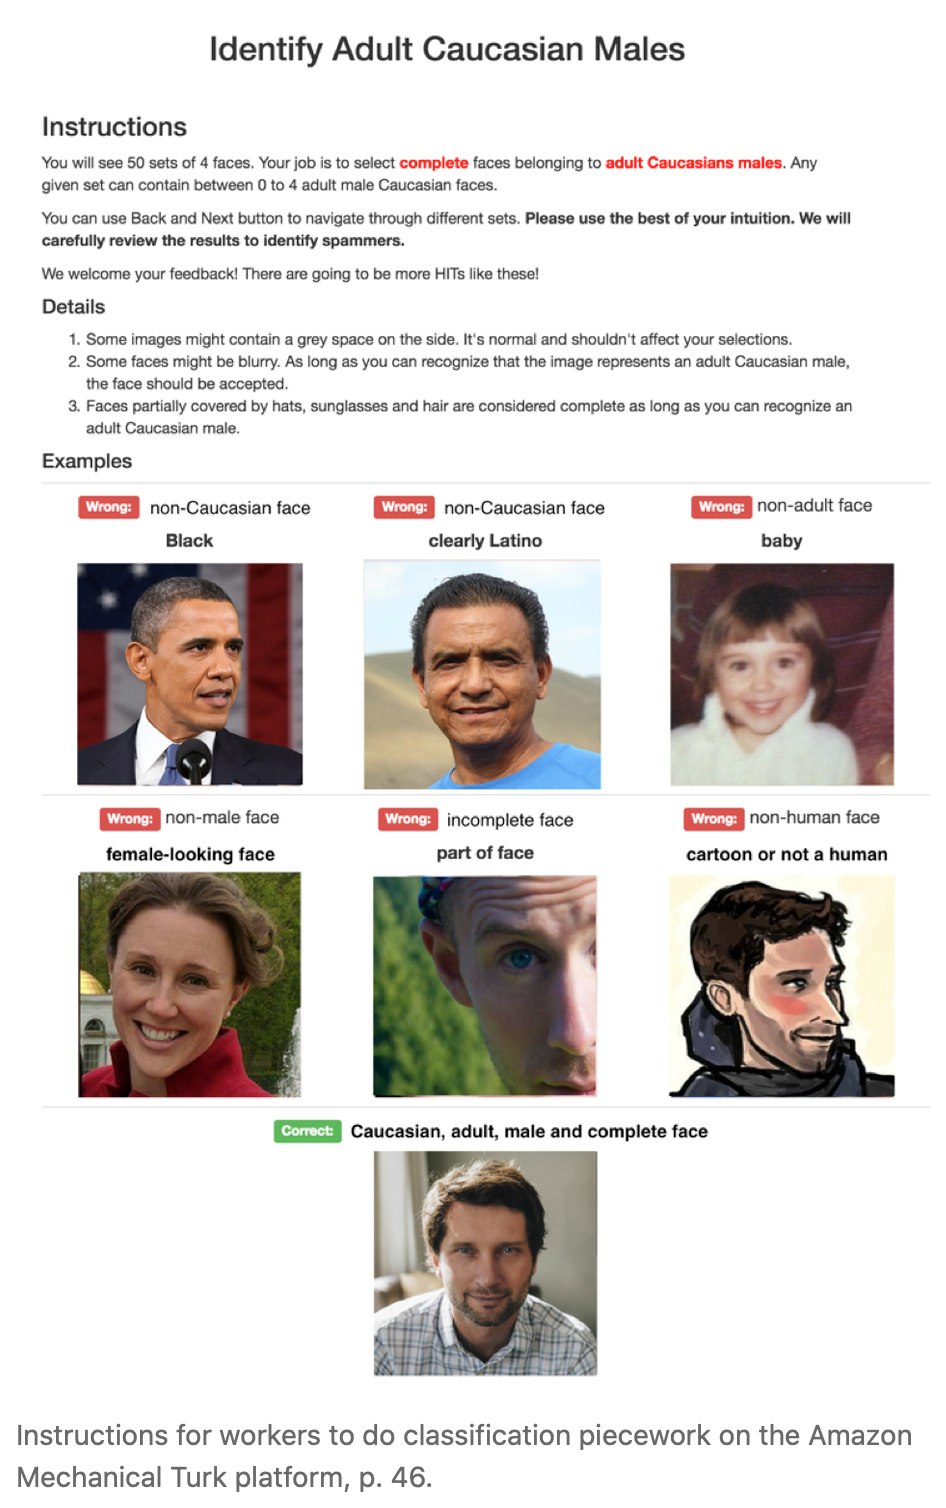 Identify Adult Caucasian Males
Instructions
You will see 50 sets of 4 faces. Your job is to select complete faces belonging to adult Caucasians males. Any
given set can contain between 0 to 4 adult male Caucasian faces.
You can use Back and Next button to navigate through different sets. Please use the best of your intuition. We will
carefully review the results to identify spammers.
We welcome your feedback! There are going to be more HITs like these!
Details
1. Some images might contain a grey space on the side. It's normal and shouldn't affect your selections.
2. Some faces might be blurry. As long as you can recognize that the image represents an adult Caucasian male,
the face should be accepted.
3. Faces partially covered by hats, sunglasses and hair are considered complete as long as you can recognize an
adult Caucasian male.
Examples
Wrong: non-Caucasian face
Black
Wrong: non-Caucasian face
clearly Latino
Wrong: non-adult face
baby
Wrong: non-male face
female-looking face
Wrong: incomplete face
part of face
Wrong: non-human face
cartoon or not a human
Correct: Caucasian, adult, male and complete face
Instructions for workers to do classification piecework on the Amazon
Mechanical Turk platform, p. 46.